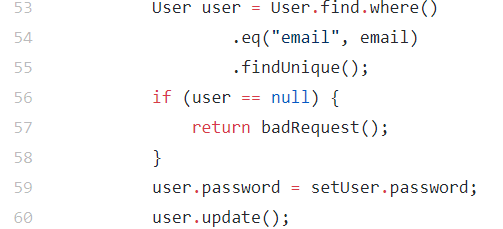 53 User user = User.find.where()
54 .eq("email", email)
55 .findUnique();
56 if (user == null) {
57 return badRequest();
58 }
59 user.password = setUser.password;
60 user.update();